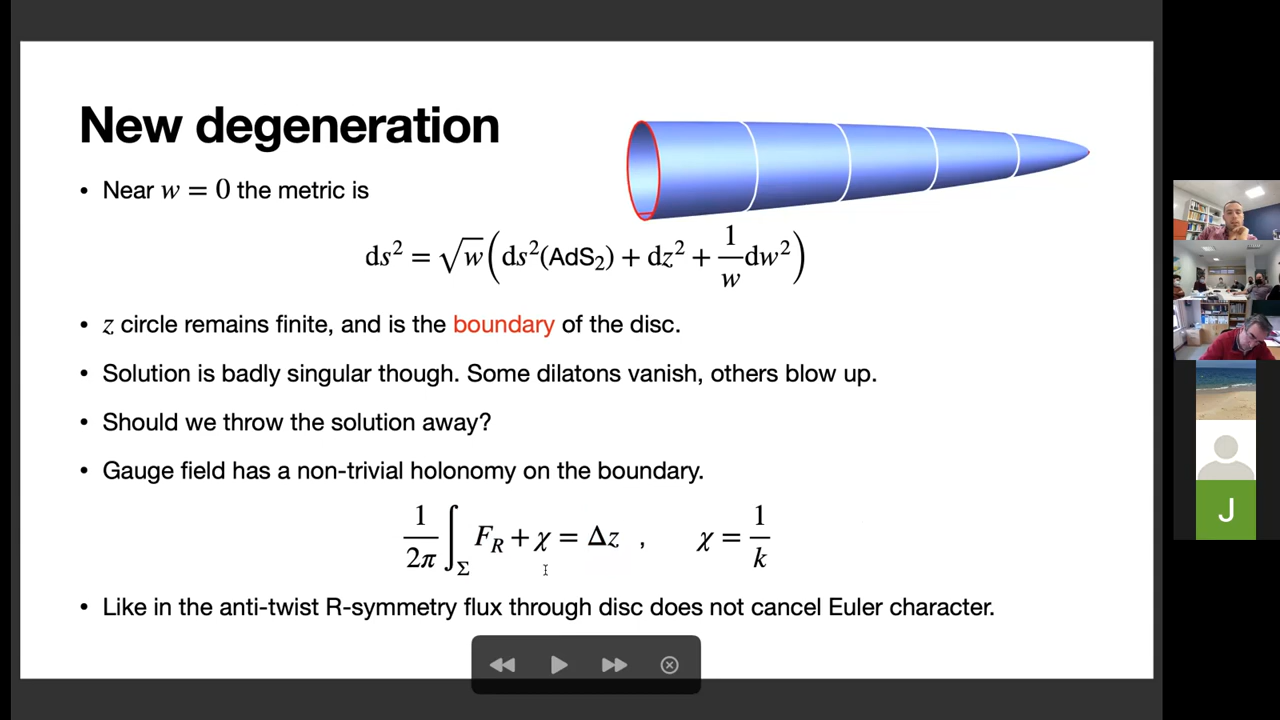 New degeneration
• Near w = 0 the metric is
ds² = √w(ds²(AdS₂) + dz² + 1/w dw²)
• z circle remains finite, and is the boundary of the disc.
• Solution is badly singular though. Some dilatons vanish, others blow up.
• Should we throw the solution away?
• Gauge field has a non-trivial holonomy on the boundary.
1/2π ∫_Σ F_R + χ = Δz , χ = 1/k
• Like in the anti-twist R-symmetry flux through disc does not cancel Euler character.
J